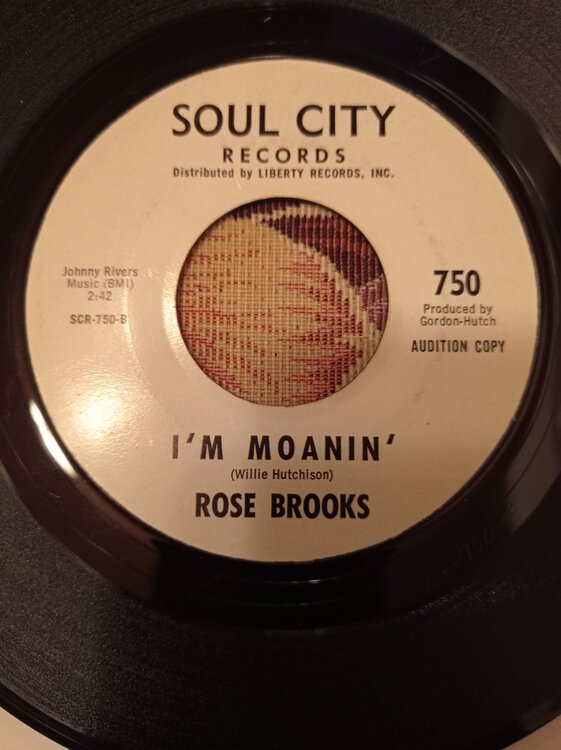 SOUL CITY
RECORDS
Distributed by LIBERTY RECORDS, INC.
Johnny Rivers
Music (BMI)
2:42
SCR-750-B
750
Produced by
Gordon-Hutch
AUDITION COPY
I'M MOANIN'
(Willie Hutchison)
ROSE BROOKS